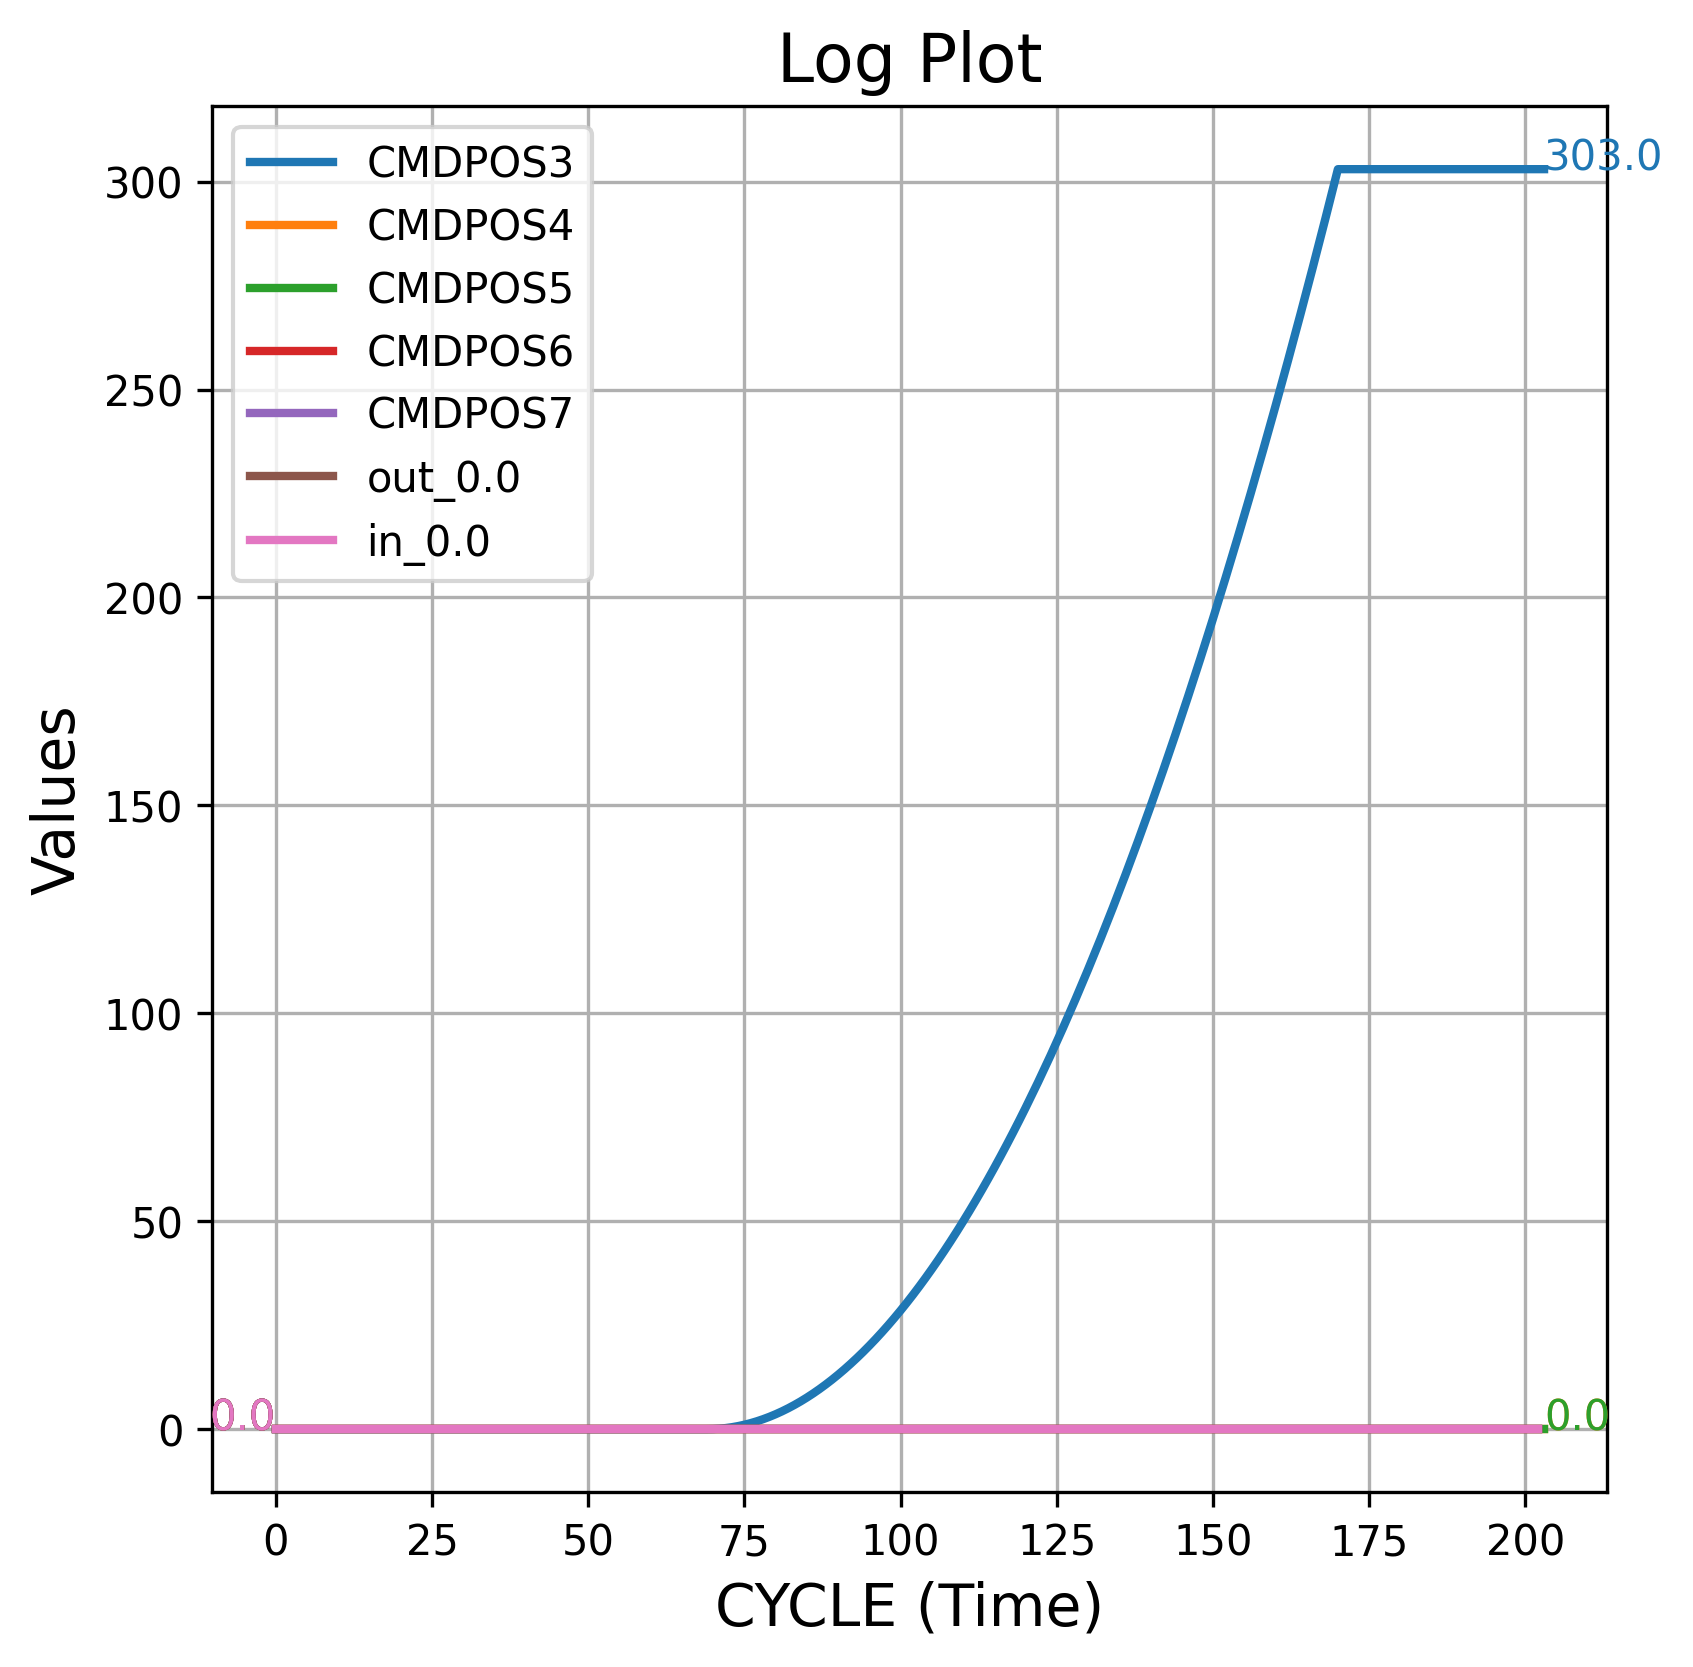 Log Plot
CMDPOS3
CMDPOS4
CMDPOS5
CMDPOS6
CMDPOS7
out_0.0
in_0.0
303.0
300
250
200
150
100
50
0
Values
0.0
0.0
0 25 50 75 100 125 150 175 200
CYCLE (Time)